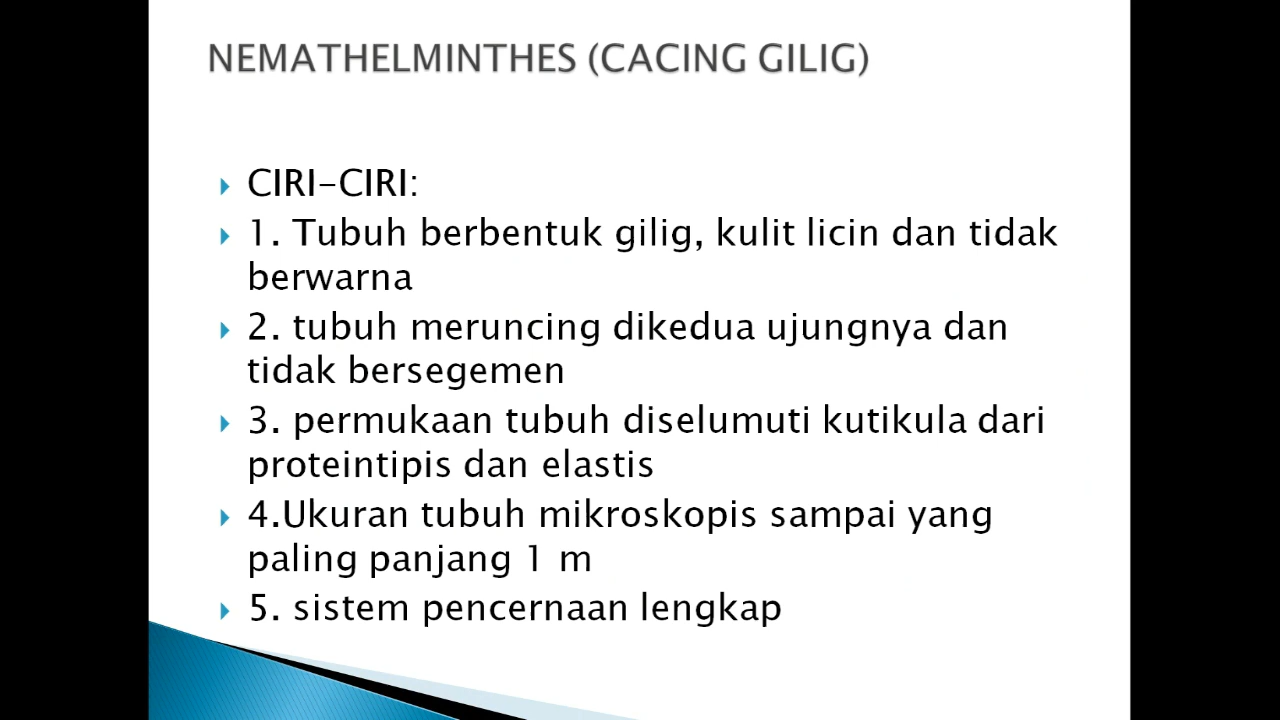 NEMATHELMINTHES (CACING GILIG)
CIRI-CIRI:
1. Tubuh berbentuk gilig, kulit licin dan tidak
berwarna
2. tubuh meruncing dikedua ujungnya dan
tidak bersegemen
3. permukaan tubuh diselumuti kutikula dari
proteintipis dan elastis
4.Ukuran tubuh mikroskopis sampai yang
paling panjang 1 m
5. sistem pencernaan lengkap